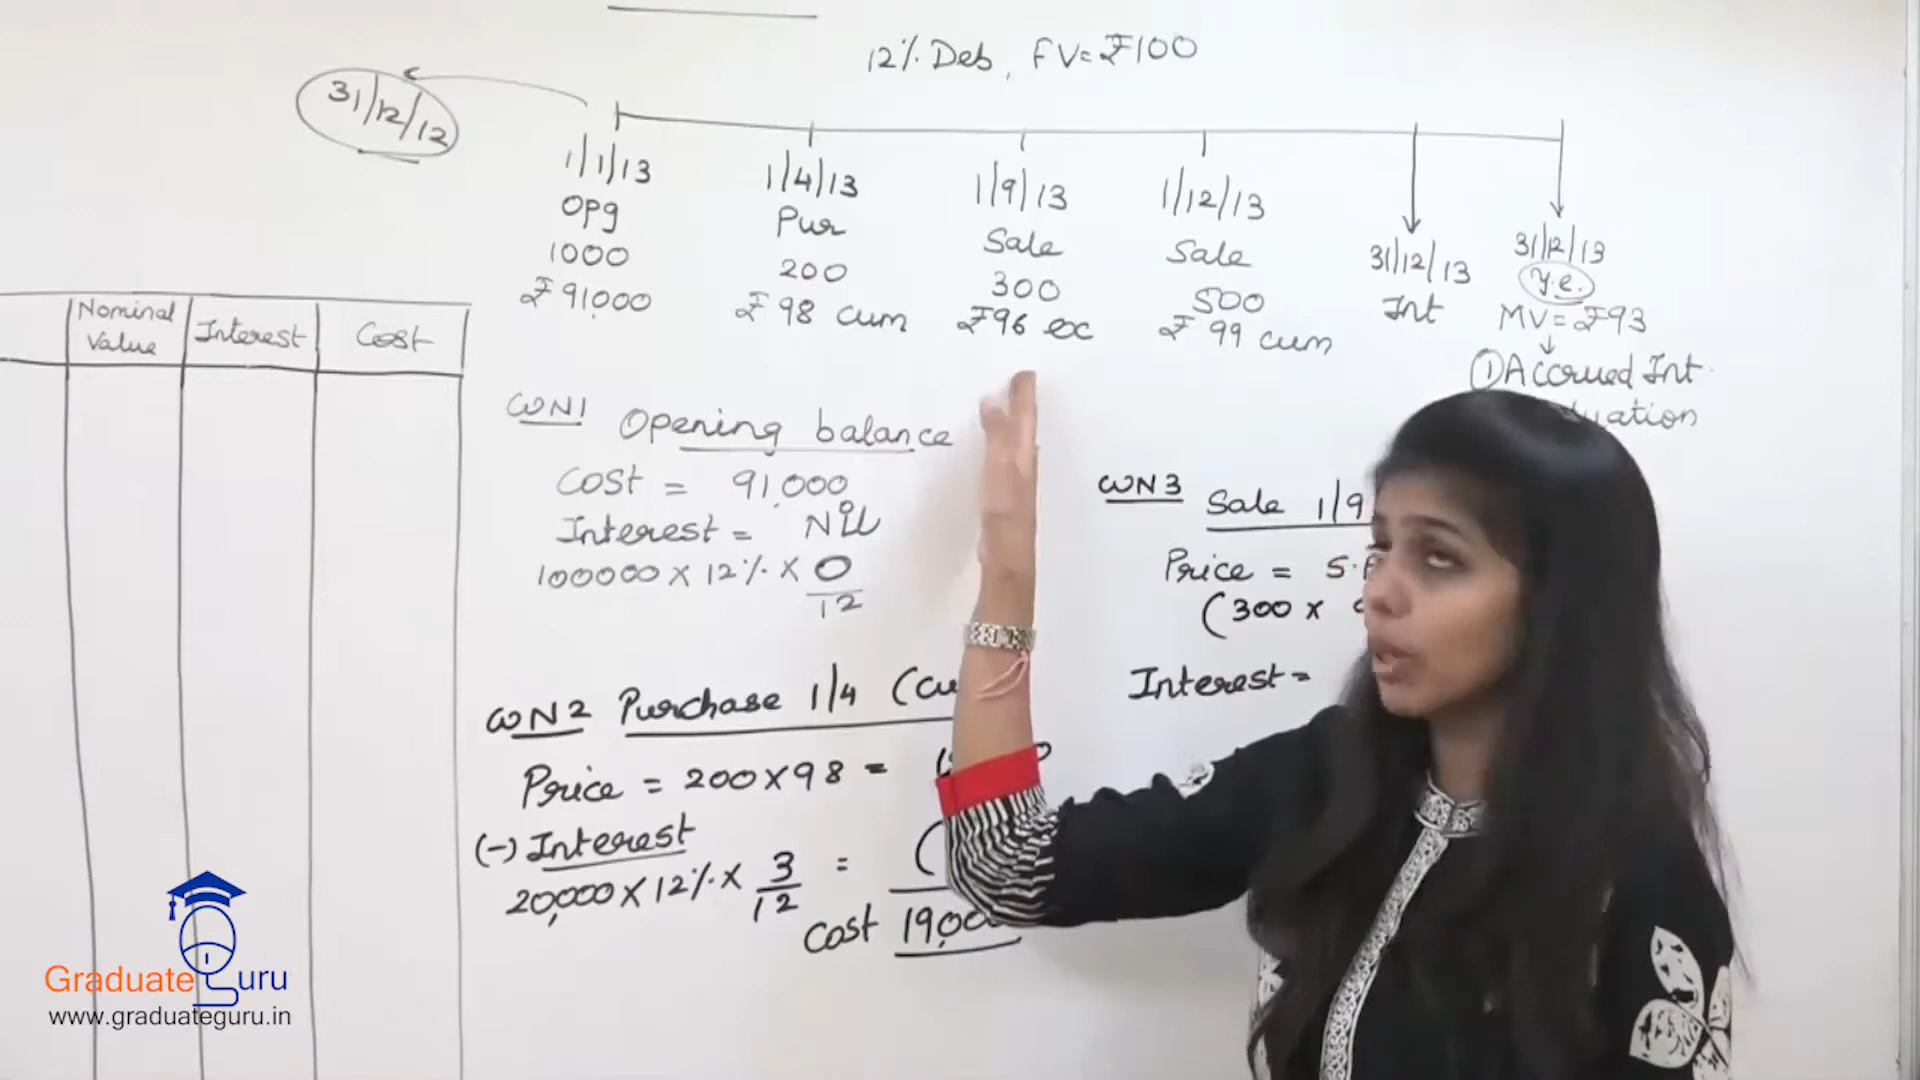 12% Deb, FV=₹100
31/12/12
1/1/13
Opg
1000
₹91,000
1/4/13
Pur
200
₹98 cum
1/9/13
Sale
300
₹96 ex
1/12/13
Sale
500
₹99 cum
31/12/13
Int
31/12/13
Y.e.
MV=₹93
① Accrued Int
Nominal Value
Interest
Cost
WN1 Opening balance
Cost = 91,000
Interest = Nil
100000 x 12% x 0/12
WN2 Purchase 1/4
Price = 200x98 =
(-) Interest
20,000 x 12% x 3/12 =
Cost 19,000
WN3 Sale 1/9
Price =
(300 x
Interest =
GraduateGuru
www.graduateguru.in